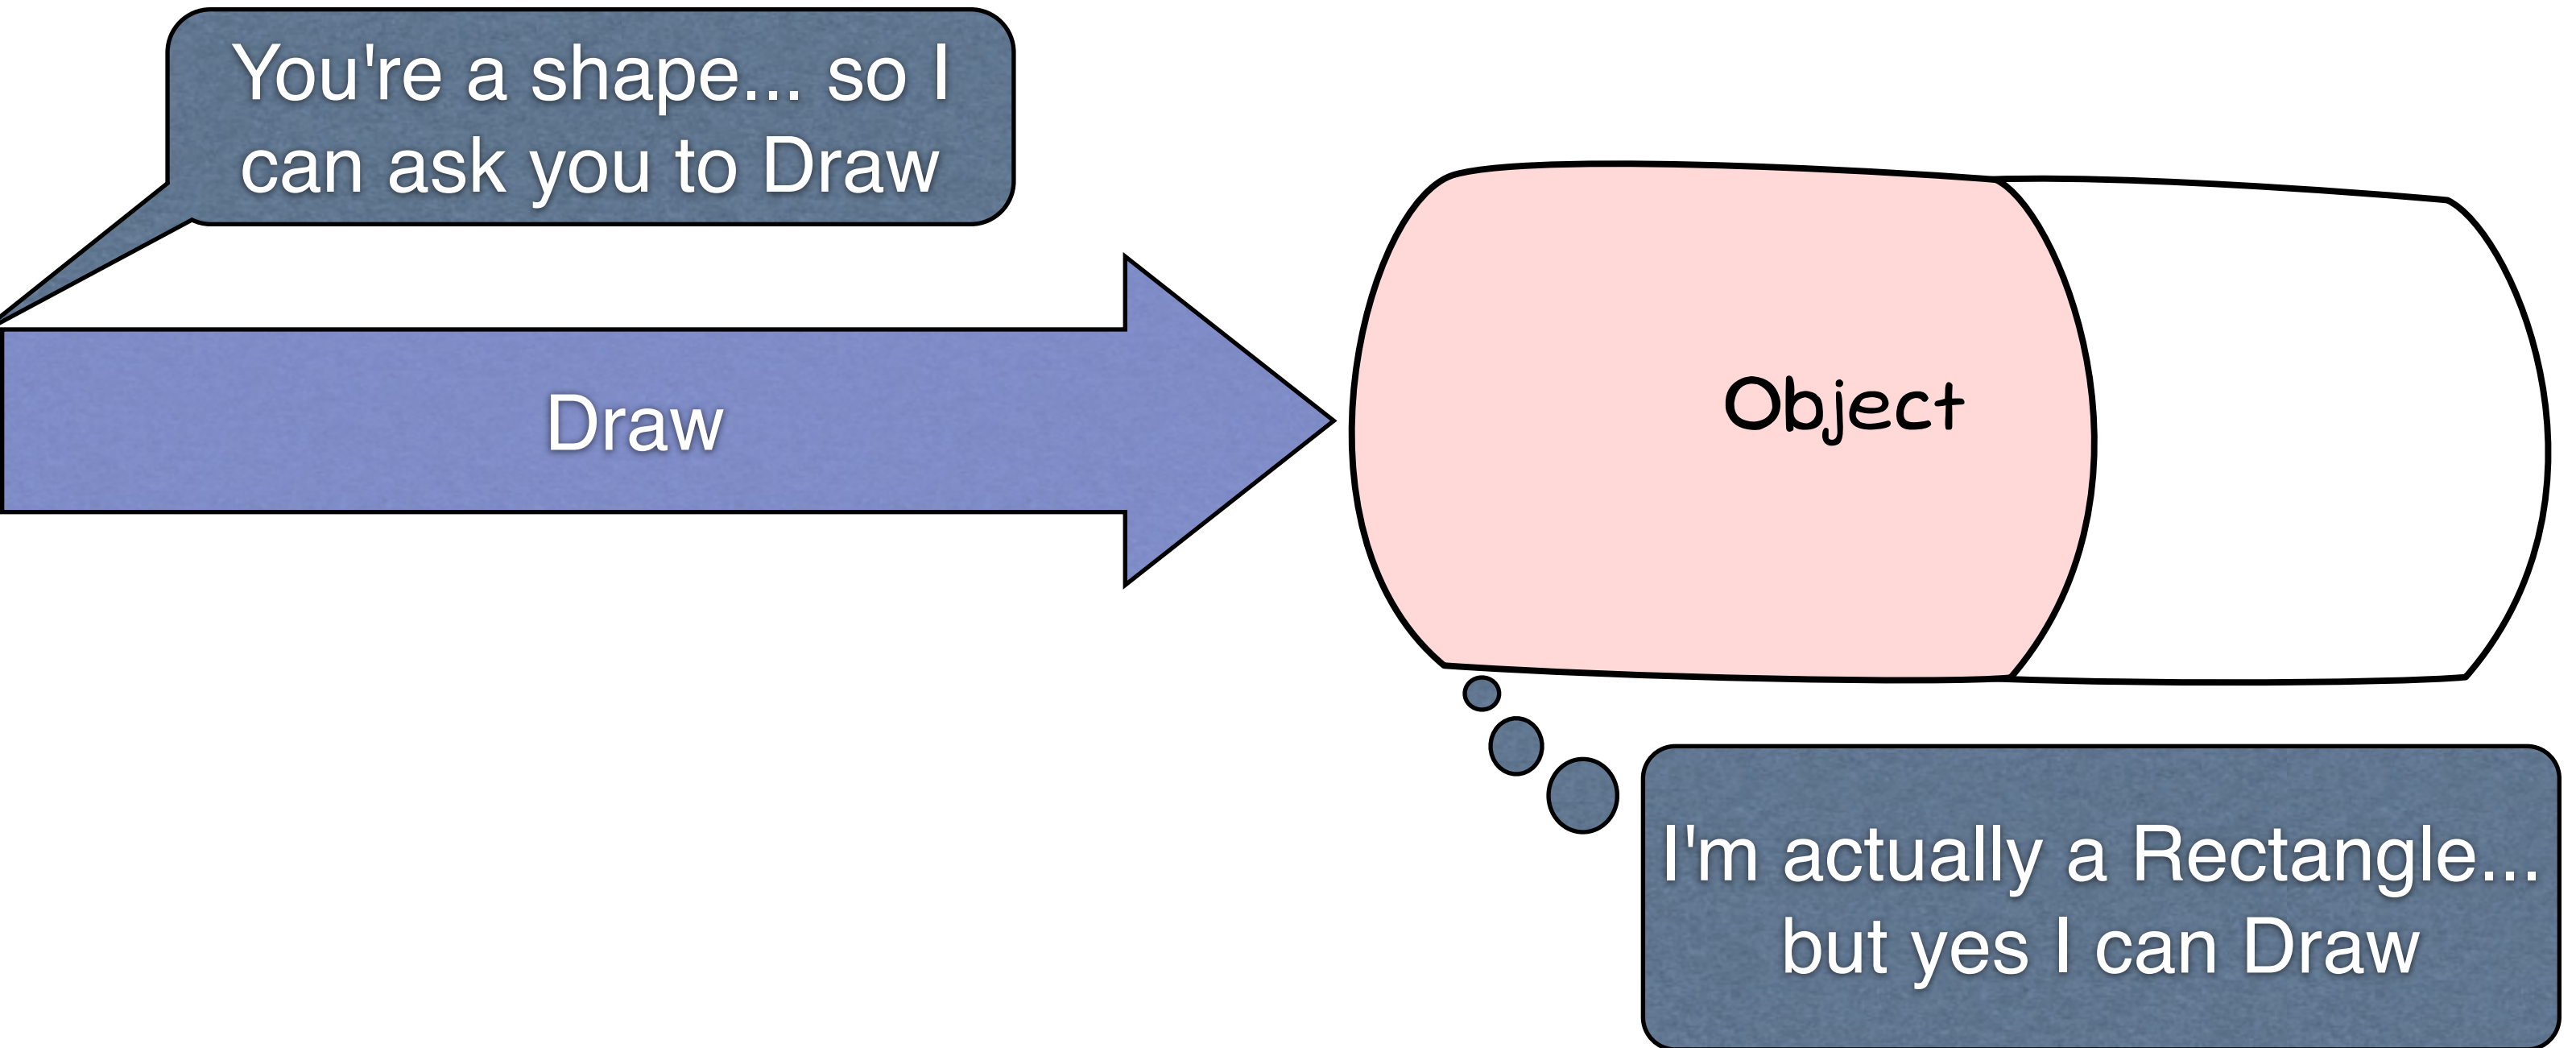 You're a shape... so I
can ask you to Draw
Draw
Object
I'm actually a Rectangle...
but yes I can Draw